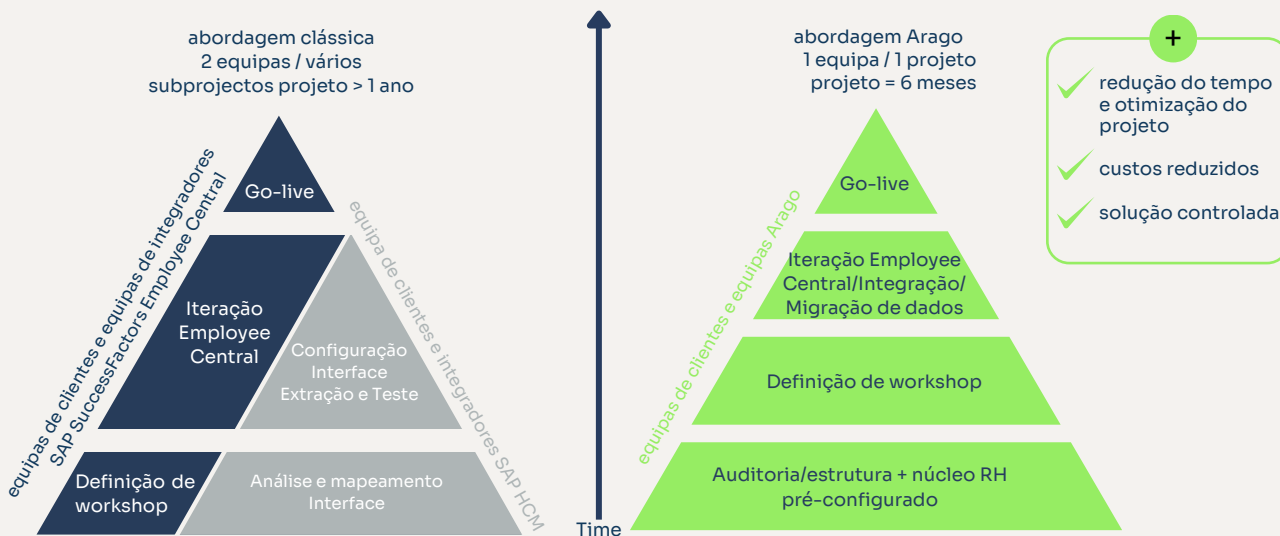 abordagem clássica
2 equipas / vários
subprojectos projeto > 1 ano
equipas de clientes e equipas de integradores
SAP SuccessFactors Employee Central
Go-live
equipa de clientes e integradores SAP HCM
Iteração
Employee
Central
Configuração
Interface
Extração e Teste
Definição de
workshop
Análise e mapeamento
Interface
Time
abordagem Arago
1 equipa / 1 projeto
projeto = 6 meses
equipas de clientes e equipas Arago
Go-live
Iteração Employee
Central/Integração/
Migração de dados
Definição de workshop
Auditoria/estrutura + núcleo RH
pré-configurado
+
redução do tempo
e otimização do
projeto
custos reduzidos
solução controlada